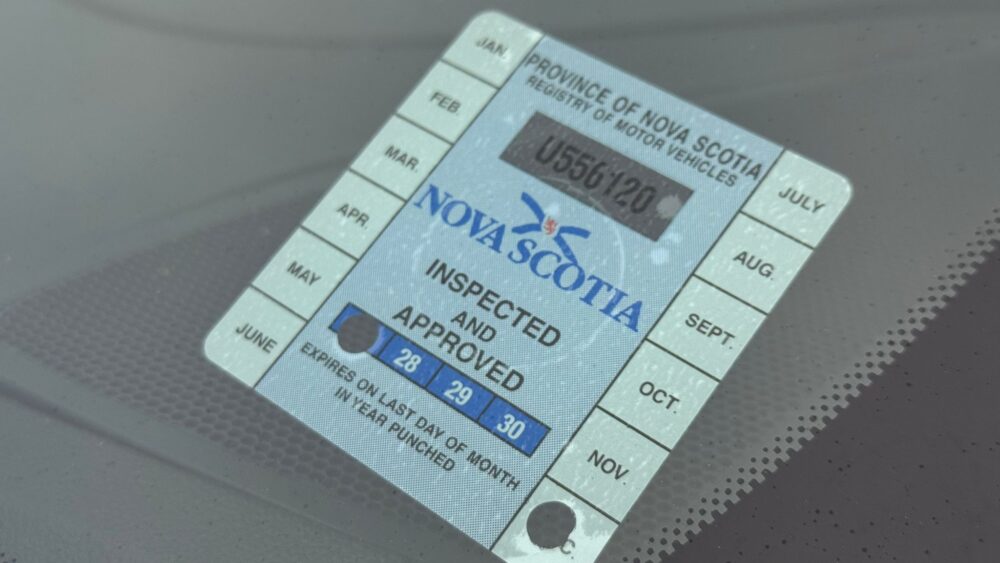 PROVINCE OF NOVA SCOTIA
REGISTRY OF MOTOR VEHICLES
U556120
NOVA SCOTIA
INSPECTED
AND
APPROVED
28 29 30
EXPIRES ON LAST DAY OF MONTH
IN YEAR PUNCHED
JAN.
FEB.
MAR.
APR.
MAY
JUNE
JULY
AUG.
SEPT.
OCT.
NOV.
C.